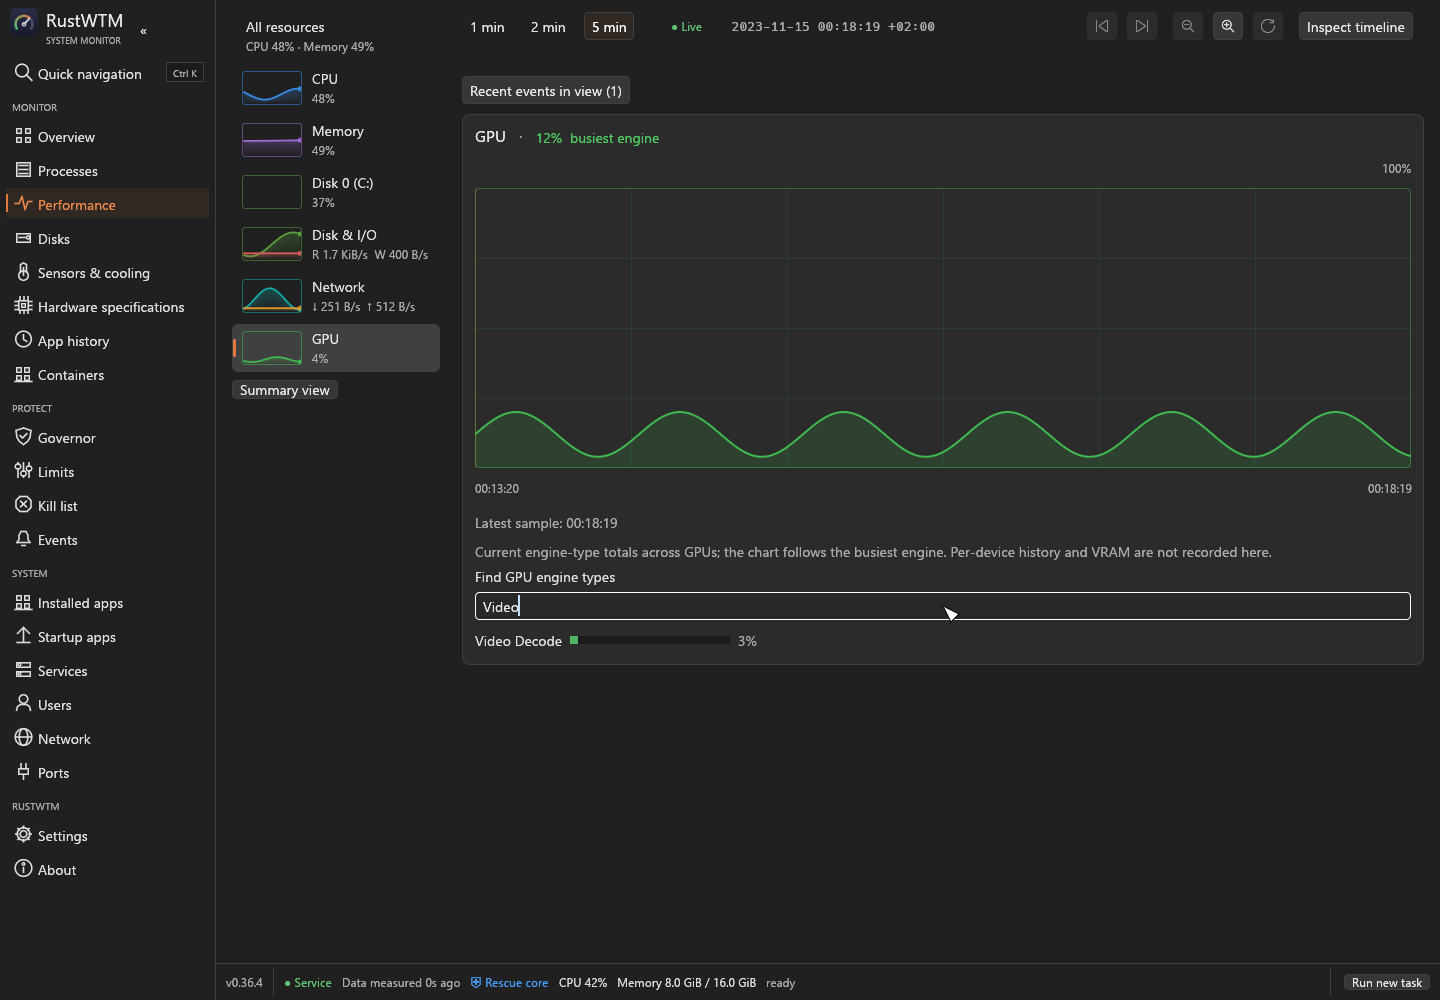 RustWTM
SYSTEM MONITOR
«
Quick navigation
Ctrl K
MONITOR
Overview
Processes
Performance
Disks
Sensors & cooling
Hardware specifications
App history
Containers
PROTECT
Governor
Limits
Kill list
Events
SYSTEM
Installed apps
Startup apps
Services
Users
Network
Ports
RUSTWTM
Settings
About
All resources
CPU 48% · Memory 49%
CPU
48%
Memory
49%
Disk 0 (C:)
37%
Disk & I/O
R 1.7 KiB/s W 400 B/s
Network
↓ 251 B/s ↑ 512 B/s
GPU
4%
Summary view
1 min
2 min
5 min
Live
2023-11-15 00:18:19 +02:00
Inspect timeline
Recent events in view (1)
GPU · 12% busiest engine
100%
00:13:20
00:18:19
Latest sample: 00:18:19
Current engine-type totals across GPUs; the chart follows the busiest engine. Per-device history and VRAM are not recorded here.
Find GPU engine types
Video
Video Decode 3%
v0.36.4
Service
Data measured 0s ago
Rescue core
CPU 42%
Memory 8.0 GiB / 16.0 GiB
ready
Run new task